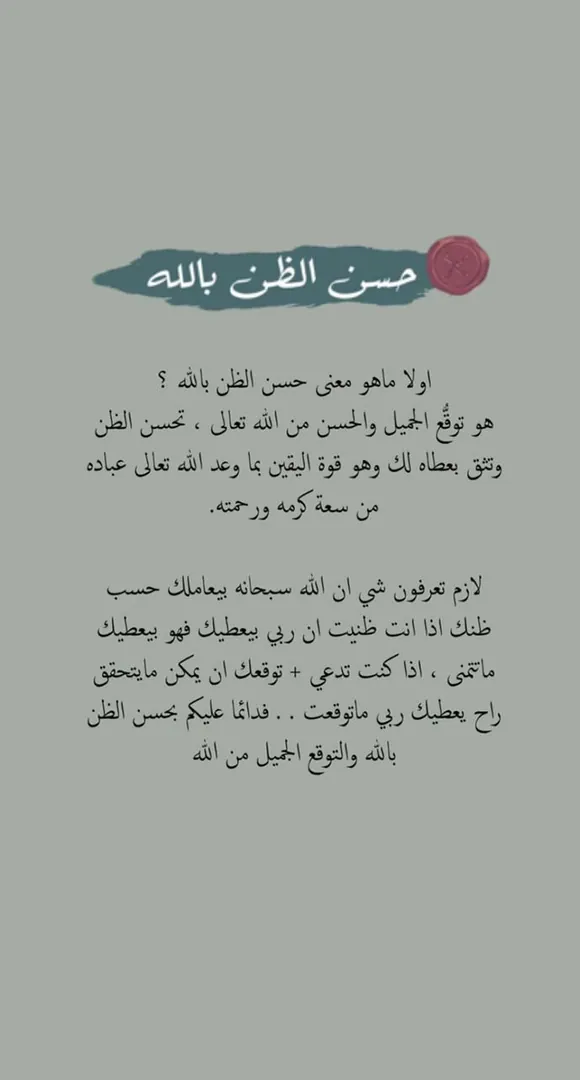 حسن الظن بالله
اولا ماهو معنى حسن الظن بالله ؟
هو توقُّع الجميل والحسن من الله تعالى ، تحسن الظن
وتثق بعطاه لك وهو قوة اليقين بما وعد الله تعالى عباده
من سعة كرمه ورحمته.
لازم تعرفون شي ان الله سبحانه بيعاملك حسب
ظنك اذا انت ظنيت ان ربي بيعطيك فهو بيعطيك
ماتتمنى ، اذا كنت تدعي + توقعك ان يمكن مايتحقق
راح يعطيك ربي ماتوقعت . . فدائما عليكم بحسن الظن
بالله والتوقع الجميل من الله